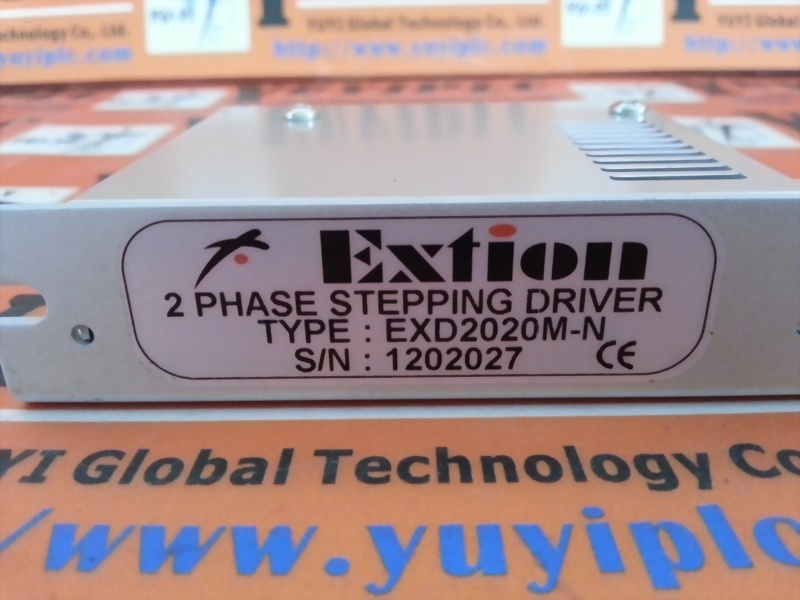 YUYI Global Technology Co., Ltd.
http://www.yuyiplc.com
Extion
2 PHASE STEPPING DRIVER
TYPE : EXD2020M-N
S/N : 1202027 CE
YI Global Technology Co
/www.yuyiplc